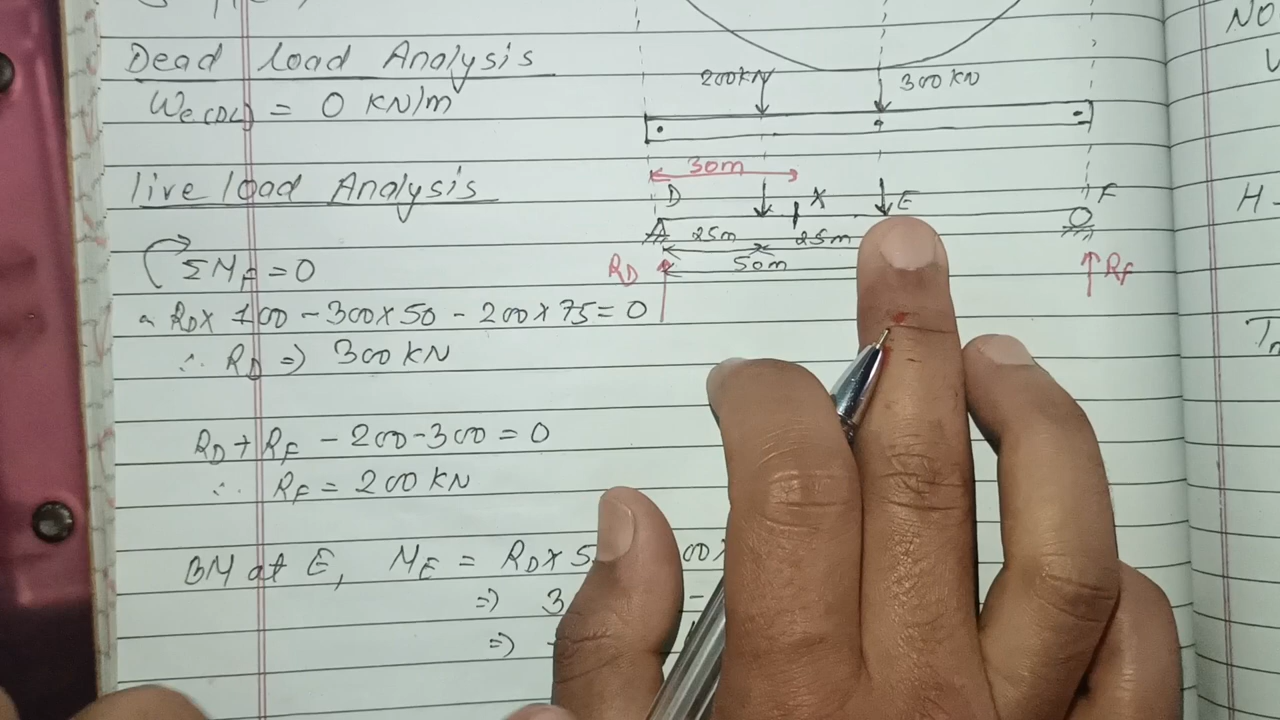 Dead load Analysis
We(DL) = 0 KN/m
200KN
300KN
live load Analysis
30m
D
X
E
F
25m
25m
50m
RD
RF
ΣMF = 0
RD X 100 - 300 X 50 - 200 X 75 = 0
∴ RD => 300 KN
RD + RF - 200 - 300 = 0
∴ RF = 200 KN
BM at E, ME = RD X 5
=> 3
-
=>
NO
H -